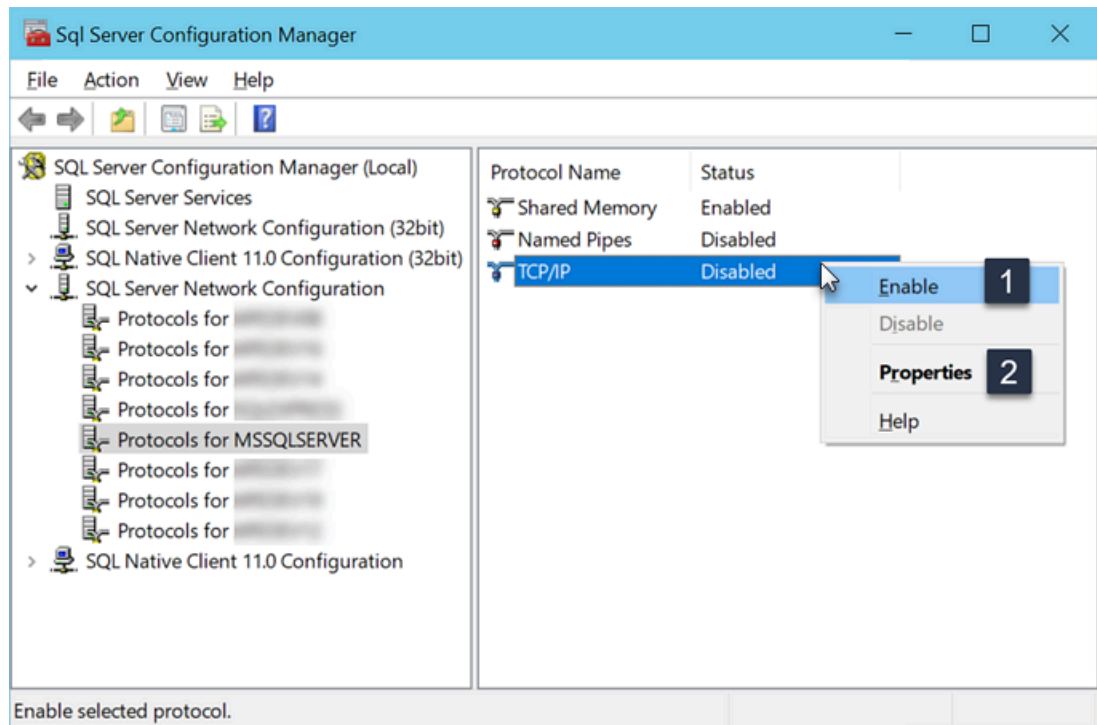 Sql Server Configuration Manager
File Action View Help
SQL Server Configuration Manager (Local)
SQL Server Services
SQL Server Network Configuration (32bit)
SQL Native Client 11.0 Configuration (32bit)
SQL Server Network Configuration
Protocols for
Protocols for
Protocols for
Protocols for
Protocols for MSSQLSERVER
Protocols for
Protocols for
Protocols for
SQL Native Client 11.0 Configuration
Protocol Name Status
Shared Memory Enabled
Named Pipes Disabled
TCP/IP Disabled
Enable 1
Disable
Properties 2
Help
Enable selected protocol.